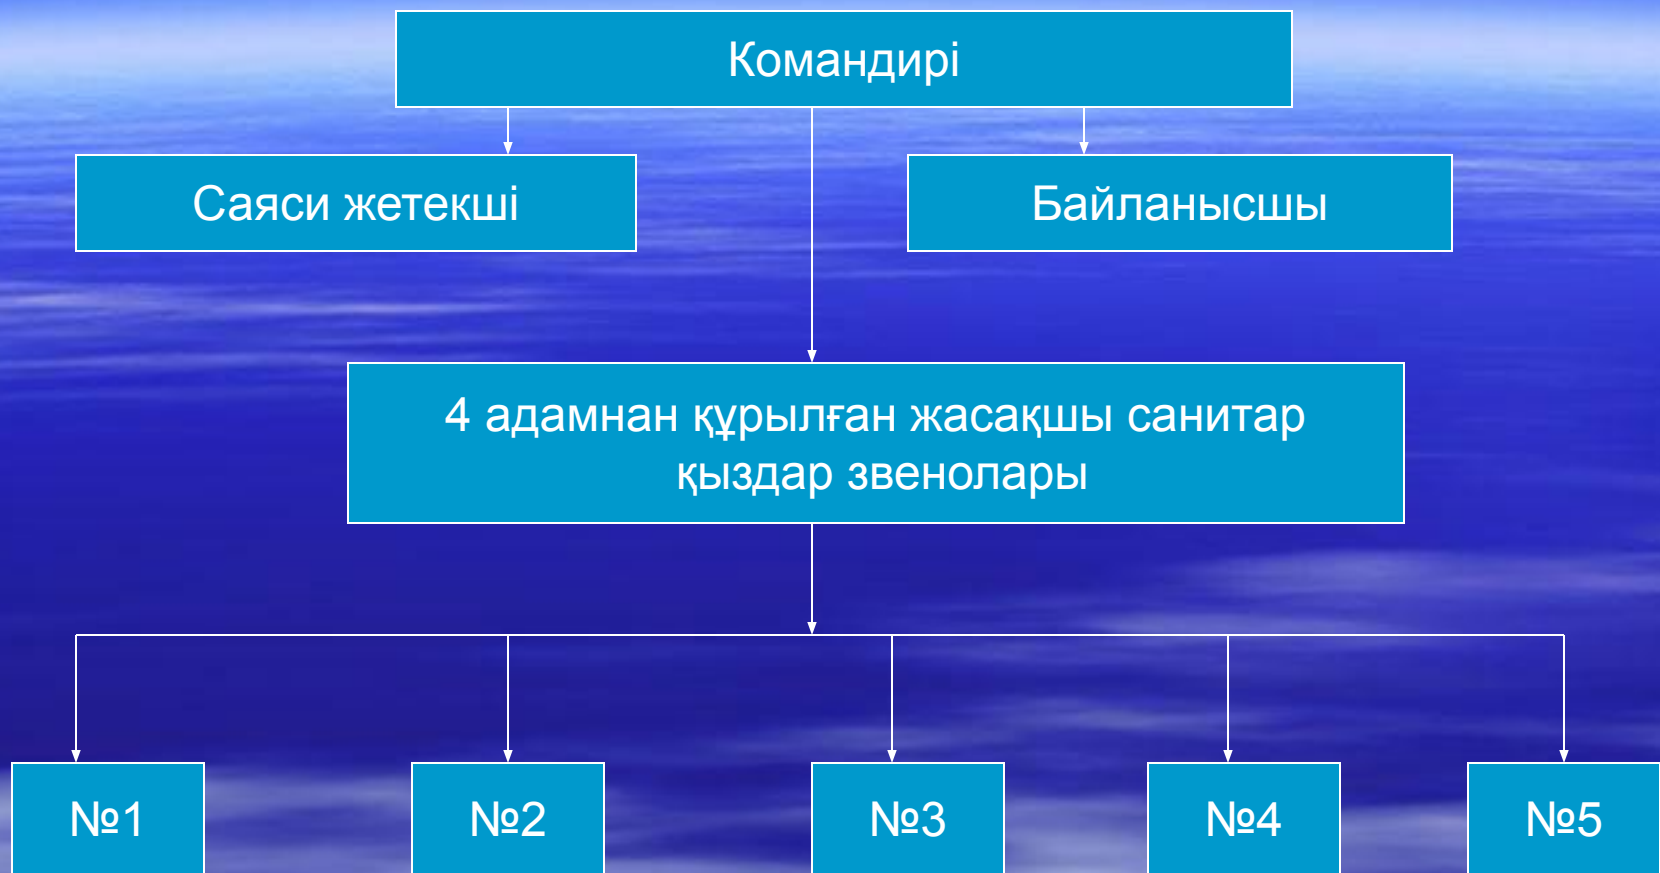 Командирі
Саяси жетекші
Байланысшы
4 адамнан құрылған жасақшы санитар
қыздар звенолары
№1
№2
№3
№4
№5